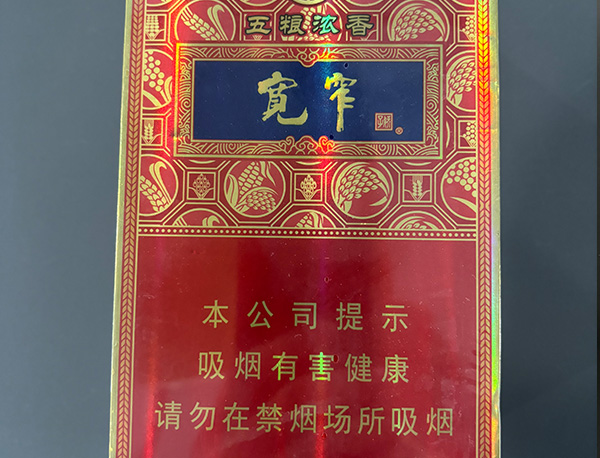 五粮浓香
宽窄
本公司提示
吸烟有害健康
请勿在禁烟场所吸烟